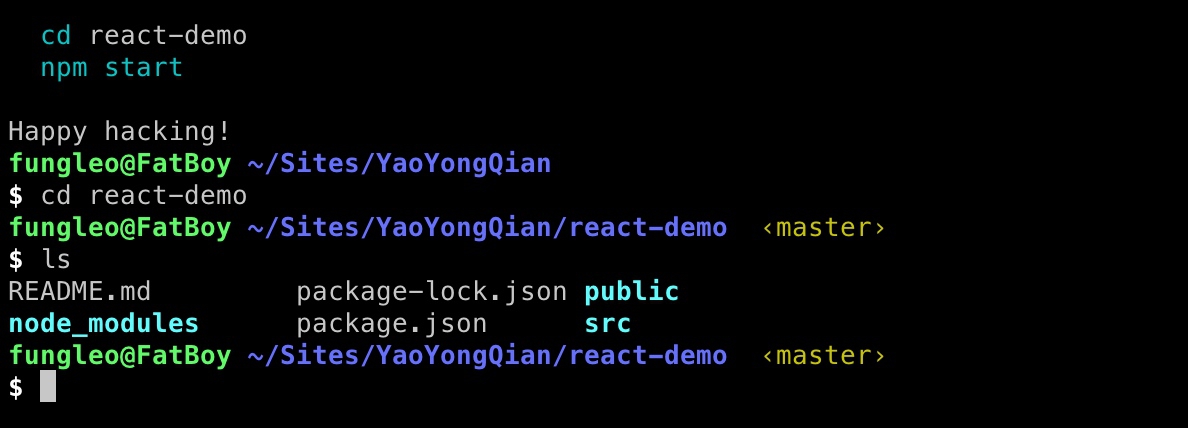 cd react-demo
npm start
Happy hacking!
fungleo@FatBoy ~/Sites/YaoYongQian
$ cd react-demo
fungleo@FatBoy ~/Sites/YaoYongQian/react-demo ‹master›
$ ls
README.md package-lock.json public
node_modules package.json src
fungleo@FatBoy ~/Sites/YaoYongQian/react-demo ‹master›
$